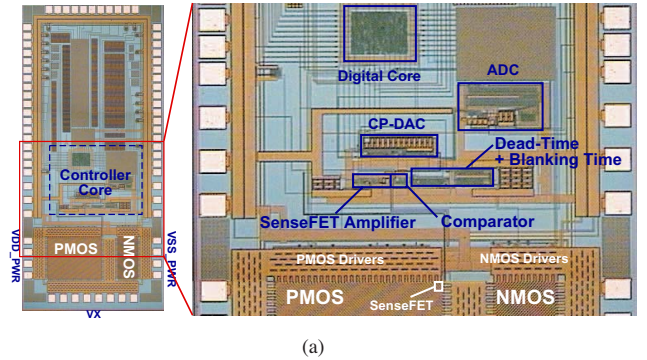 Controller
Core
PMOS
NMOS
VDD_PWR
VSS_PWR
VX
Digital Core
ADC
CP-DAC
Dead-Time
+ Blanking Time
SenseFET Amplifier
Comparator
PMOS Drivers
NMOS Drivers
PMOS
SenseFET
NMOS
(a)